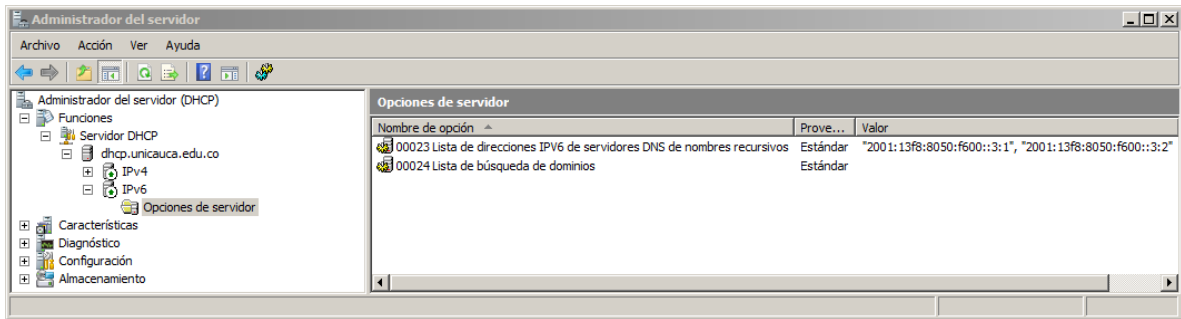 Administrador del servidor
Archivo Acción Ver Ayuda
Administrador del servidor (DHCP)
Funciones
Servidor DHCP
dhcp.unicauca.edu.co
IPv4
IPv6
Opciones de servidor
Características
Diagnóstico
Configuración
Almacenamiento
Opciones de servidor
Nombre de opción Prove... Valor
00023 Lista de direcciones IPV6 de servidores DNS de nombres recursivos Estándar "2001:13f8:8050:f600::3:1", "2001:13f8:8050:f600::3:2"
00024 Lista de búsqueda de dominios Estándar